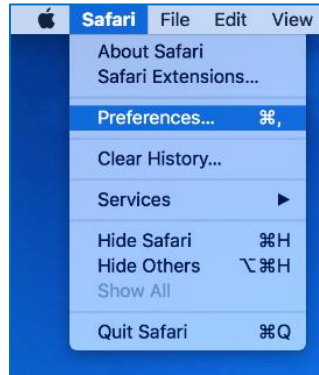 Safari File Edit View
About Safari
Safari Extensions...
Preferences... ⌘,
Clear History...
Services ▶
Hide Safari ⌘H
Hide Others ⌥⌘H
Show All
Quit Safari ⌘Q